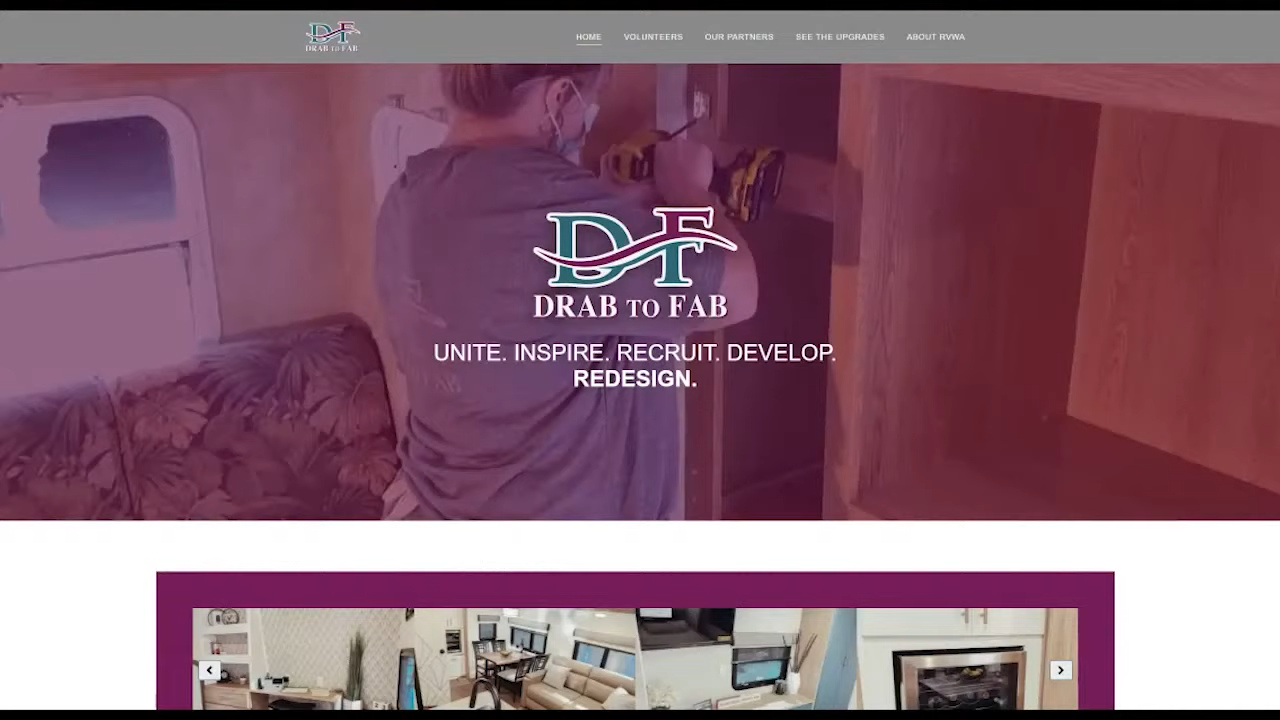 DF
DRAB TO FAB
HOME VOLUNTEERS OUR PARTNERS SEE THE UPGRADES ABOUT RVWA
DF
DRAB TO FAB
UNITE. INSPIRE. RECRUIT. DEVELOP.
REDESIGN.